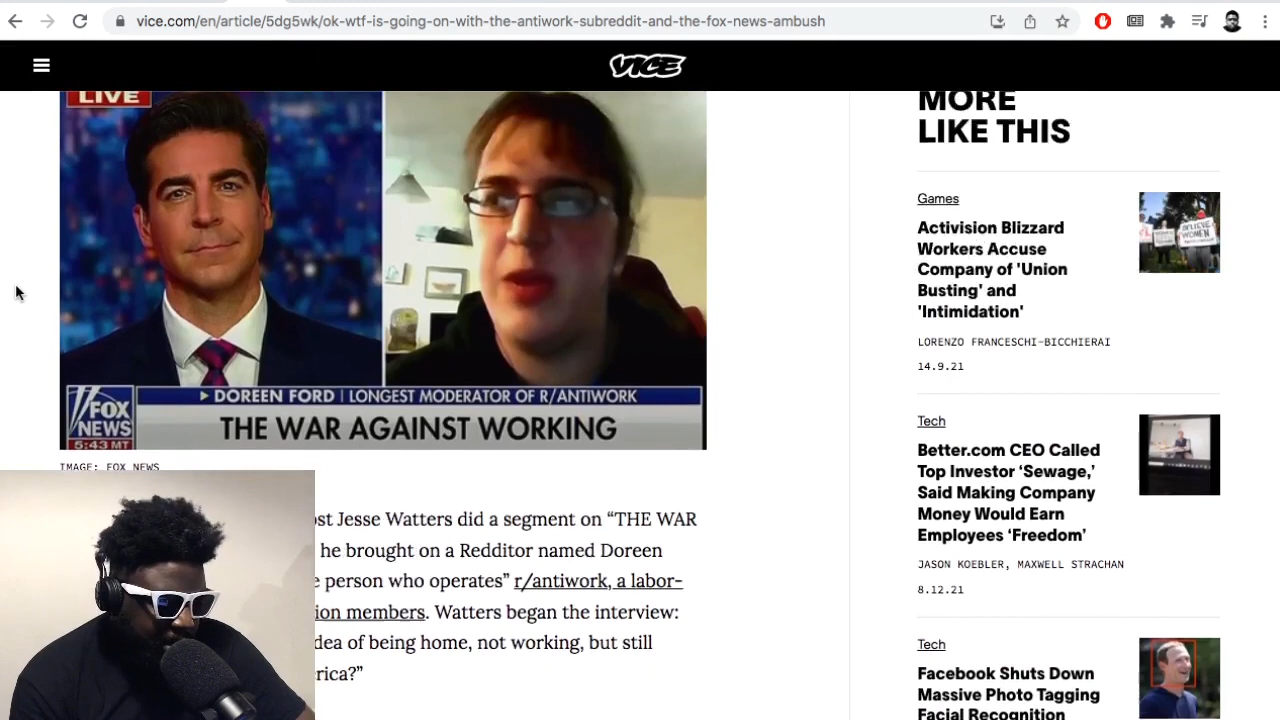 vice.com/en/article/5dg5wk/ok-wtf-is-going-on-with-the-antiwork-subreddit-and-the-fox-news-ambush
VICE
LIVE
DOREEN FORD | LONGEST MODERATOR OF R/ANTIWORK
FOX
NEWS
5:43 MT
THE WAR AGAINST WORKING
IMAGE: FOX NEWS
ost Jesse Watters did a segment on “THE WAR
he brought on a Redditor named Doreen
e person who operates” r/antiwork, a labor-
ion members. Watters began the interview:
dea of being home, not working, but still
rica?”
MORE
LIKE THIS
Games
Activision Blizzard
Workers Accuse
Company of 'Union
Busting' and
'Intimidation'
LORENZO FRANCESCHI-BICCHIERAI
14.9.21
BELIEVE
WOMEN
Tech
Better.com CEO Called
Top Investor ‘Sewage,’
Said Making Company
Money Would Earn
Employees ‘Freedom’
JASON KOEBLER, MAXWELL STRACHAN
8.12.21
Tech
Facebook Shuts Down
Massive Photo Tagging
Facial Recognition